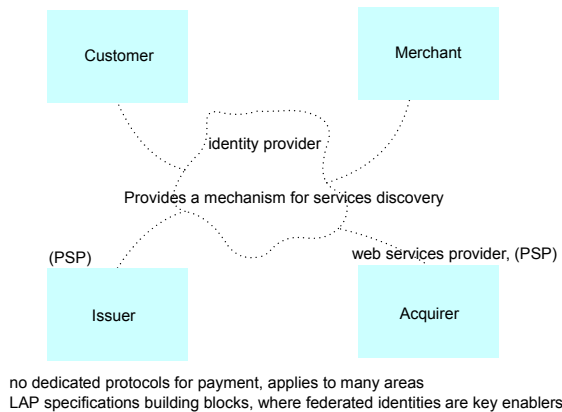 Customer
Merchant
identity provider
Provides a mechanism for services discovery
(PSP)
web services provider, (PSP)
Issuer
Acquirer
no dedicated protocols for payment, applies to many areas
LAP specifications building blocks, where federated identities are key enablers